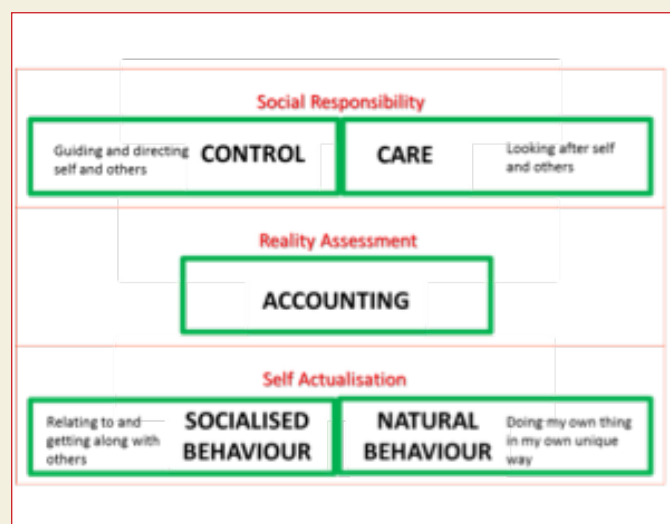 Social Responsibility
Guiding and directing
self and others
CONTROL
CARE
Looking after self
and others
Reality Assessment
ACCOUNTING
Self Actualisation
Relating to and
getting along with
others
SOCIALISED
BEHAVIOUR
NATURAL
BEHAVIOUR
Doing my own thing
in my own unique
way